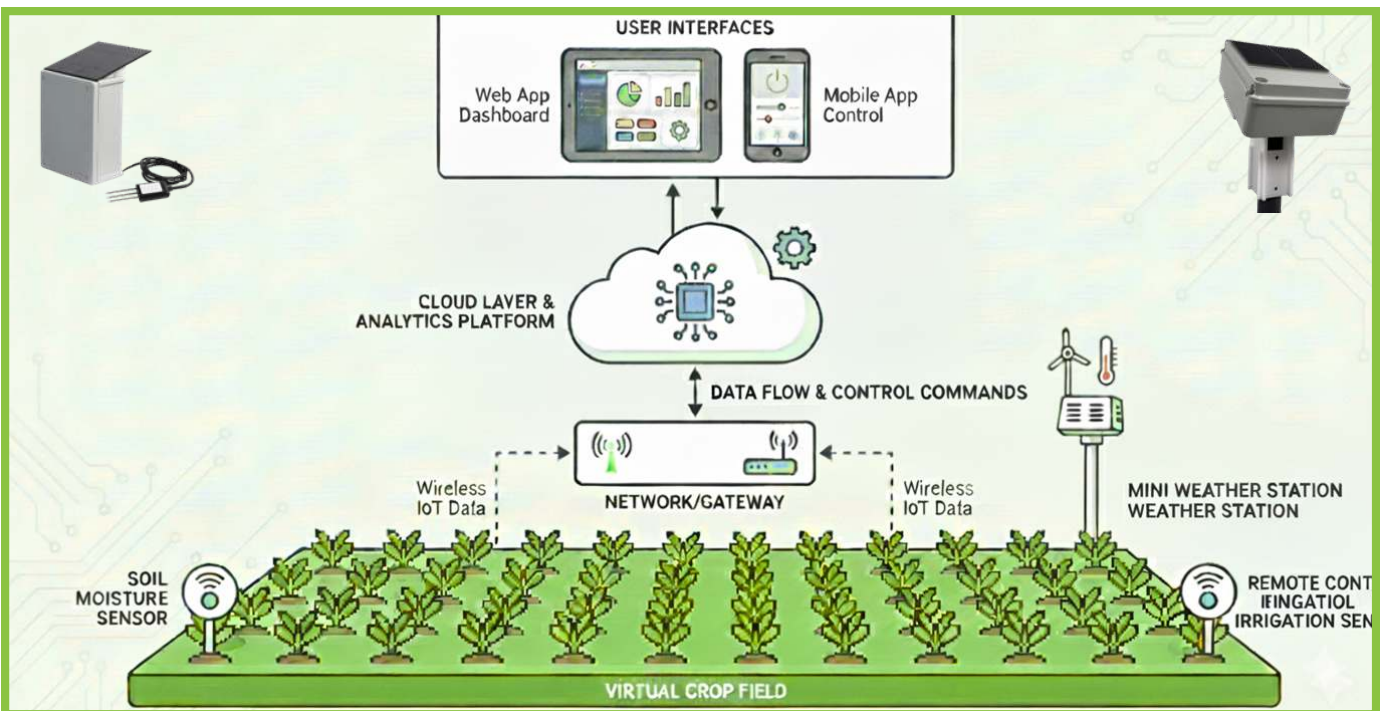 USER INTERFACES
Web App
Dashboard
Mobile App
Control
CLOUD LAVER &
ANALYTICS PLATFORM
DATA FLOW & CONTROL COMMANDS
Wireless
IoT Data
NETWORK/GATEWAY
Wireless
IoT Data
MINI WEATHER STATION
WEATHER STATION
SOIL
MOISTURE
SENSOR
REMOTE CONT
IFINGATIOL
IRRIGATION SEN
VIRTUAL CROP FIELD